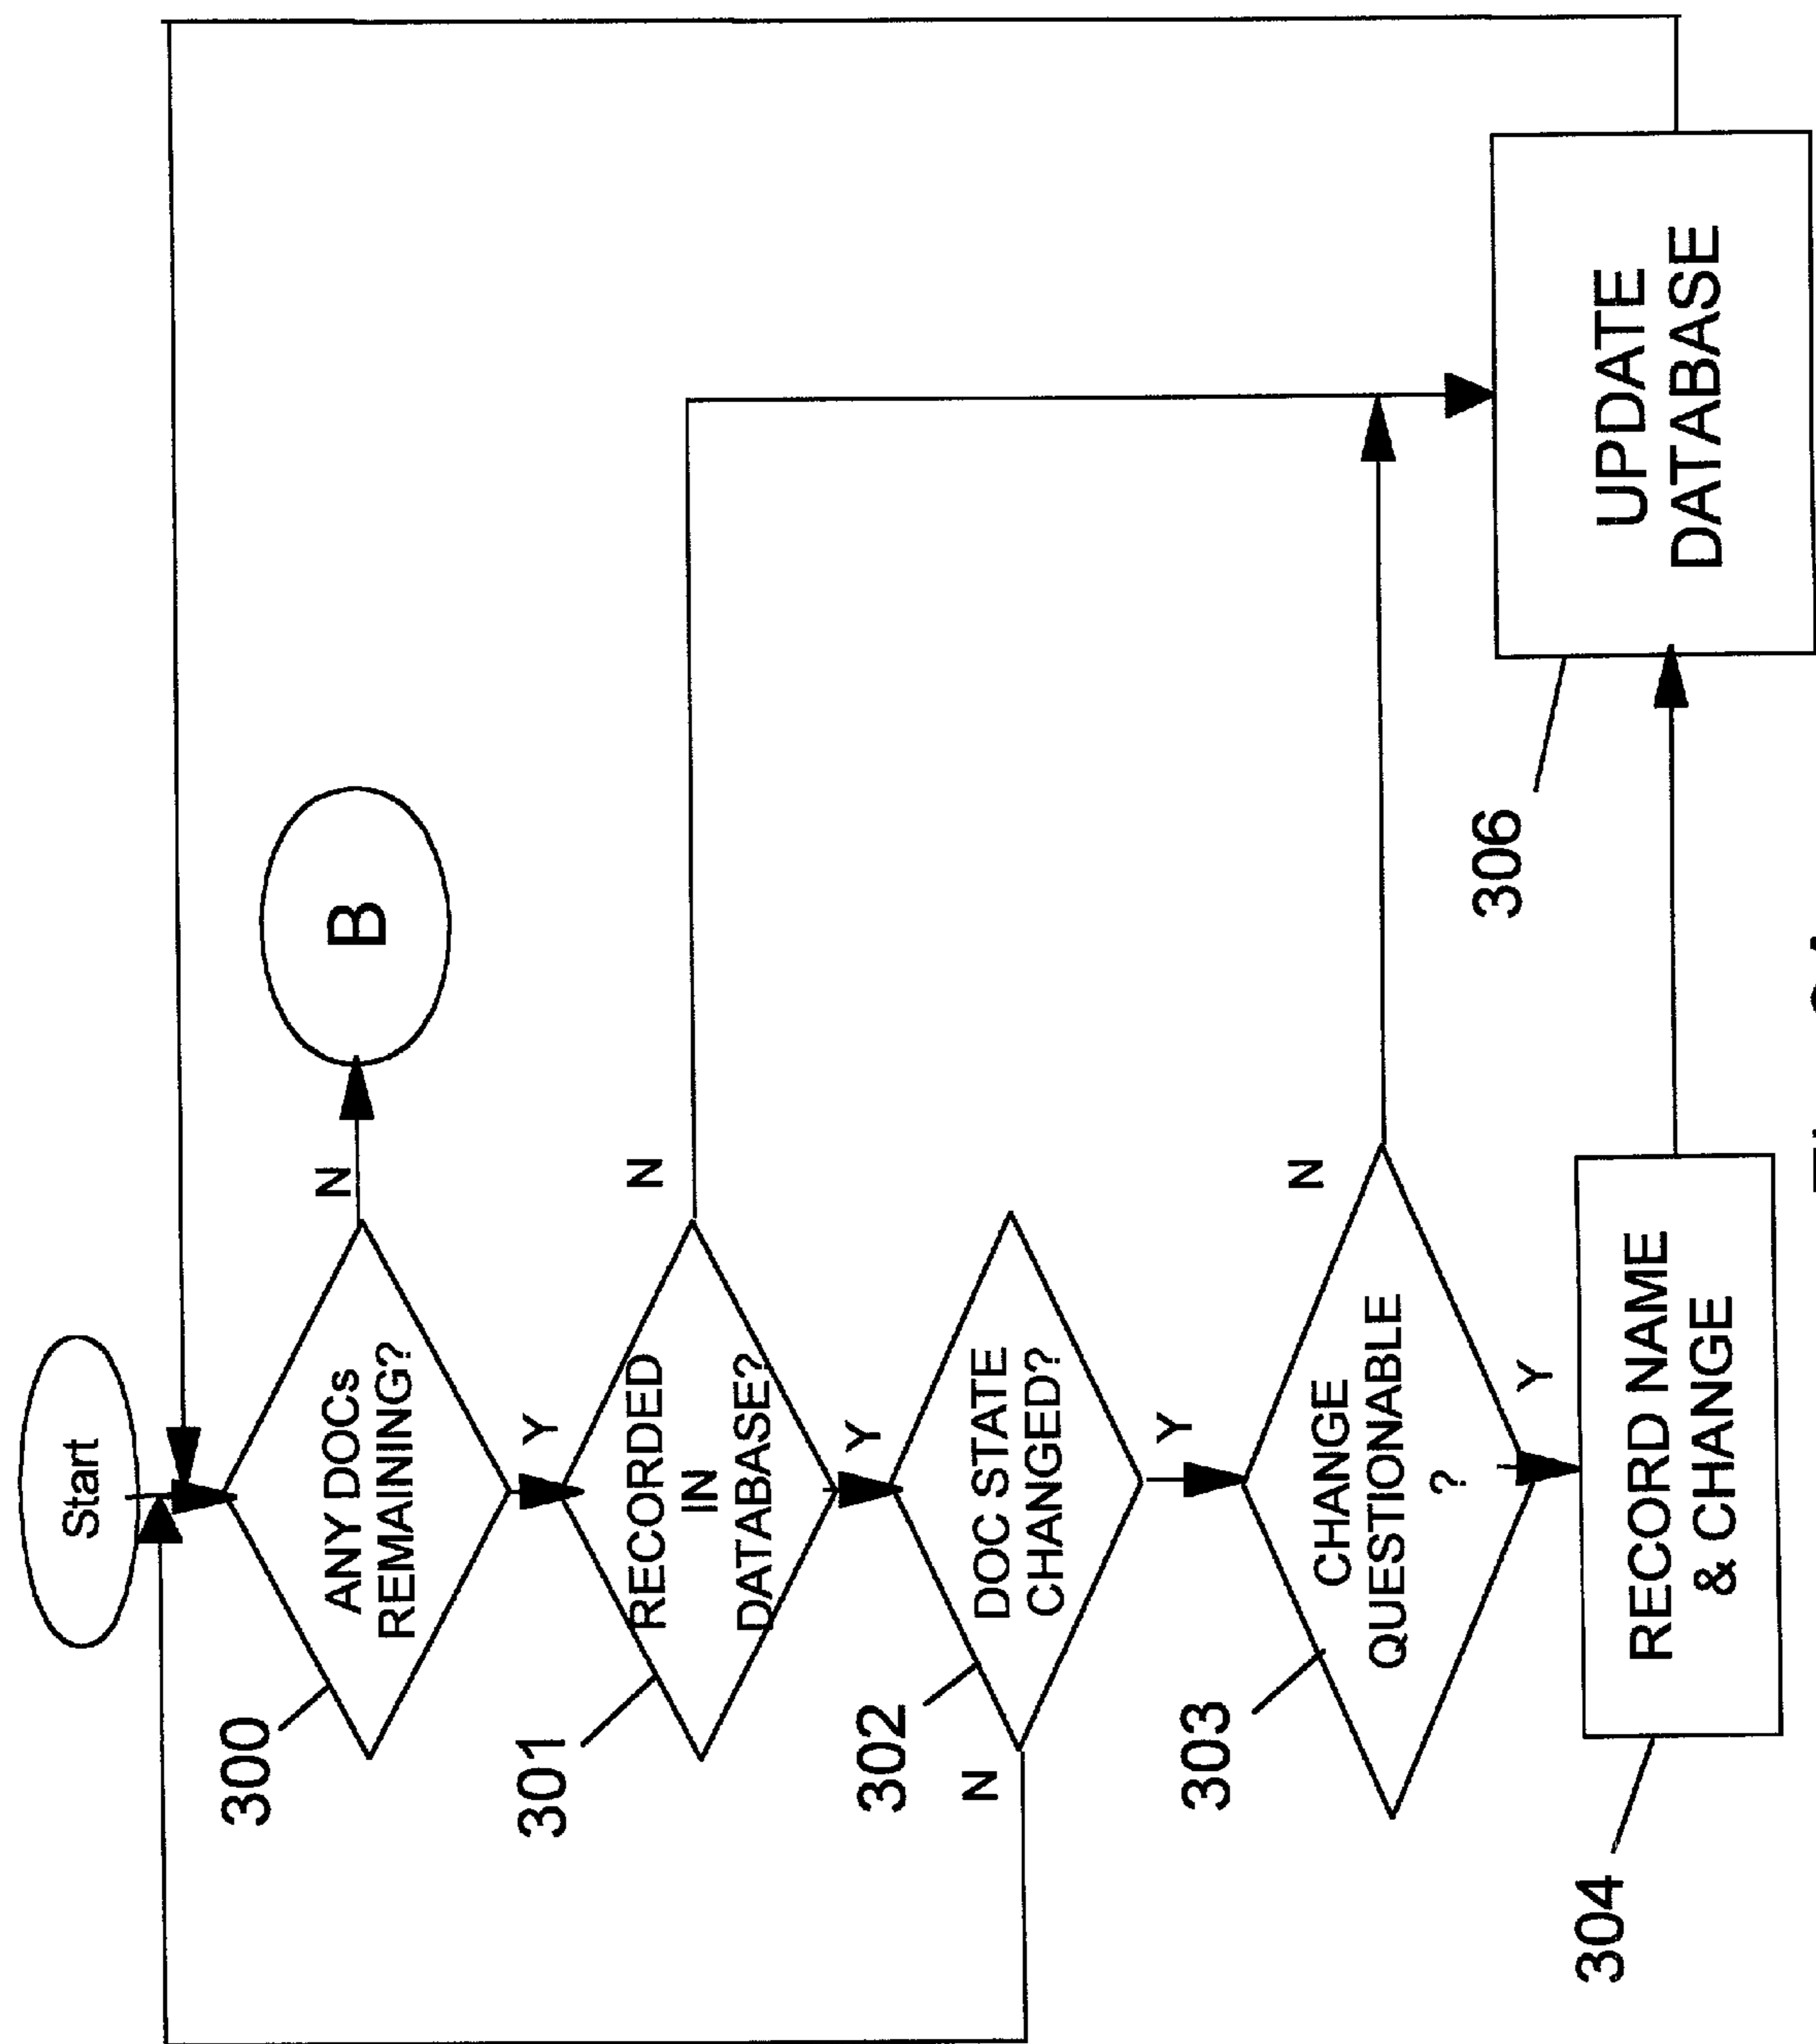 Start
300
ANY DOCs
REMAINING?
N
B
Y
301
RECORDED
IN
DATABASE?
N
Y
302
DOC STATE
CHANGED?
N
Y
303
CHANGE
QUESTIONABLE
?
N
Y
304
RECORD NAME
& CHANGE
306
UPDATE
DATABASE